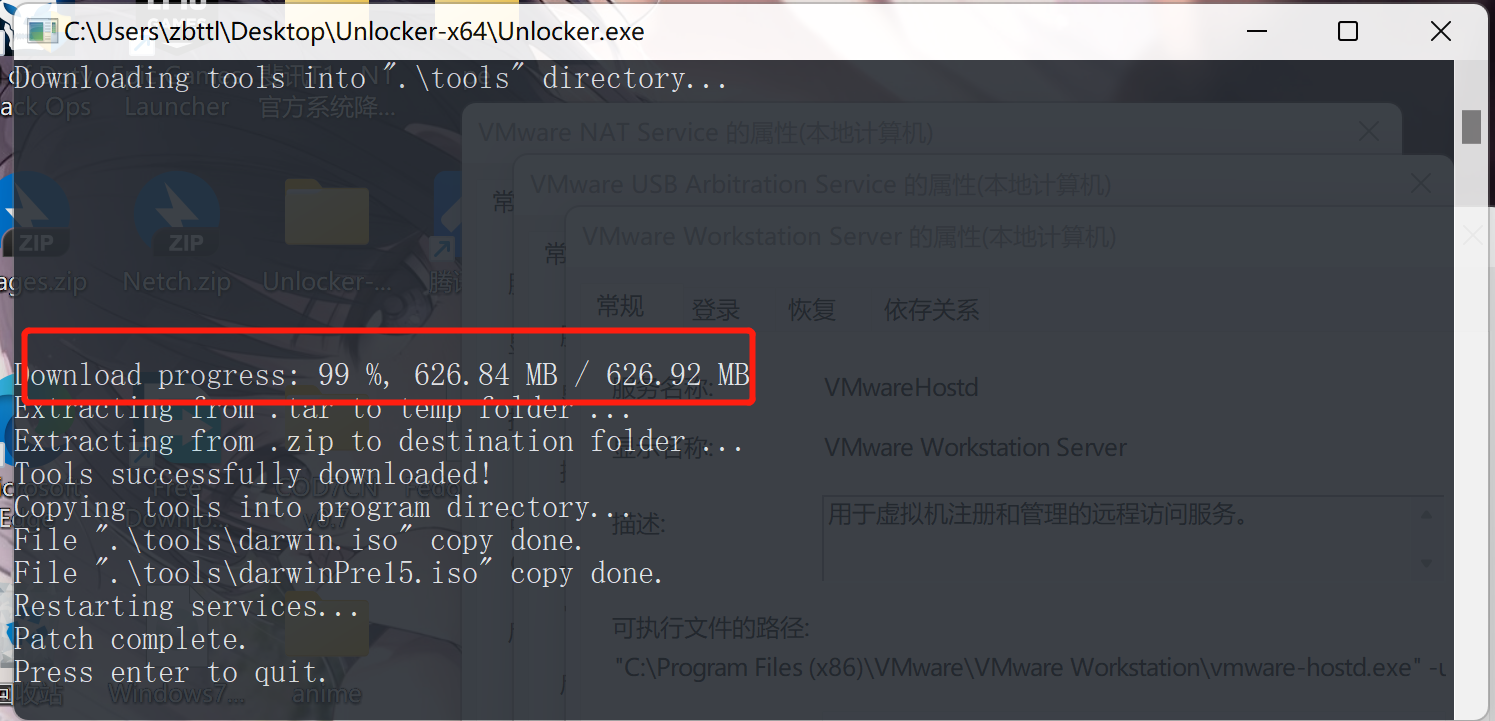 C:\Users\zbttl\Desktop\Unlocker-x64\Unlocker.exe
Downloading tools into ".\tools" directory...
ack Ops
Launcher
官方系统降...
VMware NAT Service 的属性(本地计算机)
VMware USB Arbitration Service 的属性(本地计算机)
VMware Workstation Server 的属性(本地计算机)
ZIP
ZIP
ages.zip
Netch.zip
Unlocker-...
常
常
常规
登录
恢复
依存关系
Download progress: 99 %, 626.84 MB / 626.92 MB
服务名称:
VMwareHostd
Extracting from .tar to temp folder ...
Extracting from .zip to destination folder ...
显示名称:
VMware Workstation Server
Tools successfully downloaded!
Copying tools into program directory...
描述:
用于虚拟机注册和管理的远程访问服务。
File ".\tools\darwin.iso" copy done.
File ".\tools\darwinPre15.iso" copy done.
Restarting services...
Patch complete.
可执行文件的路径:
"C:\Program Files (x86)\VMware\VMware Workstation\vmware-hostd.exe" -u
Press enter to quit.
回收站
Windows7...
anime